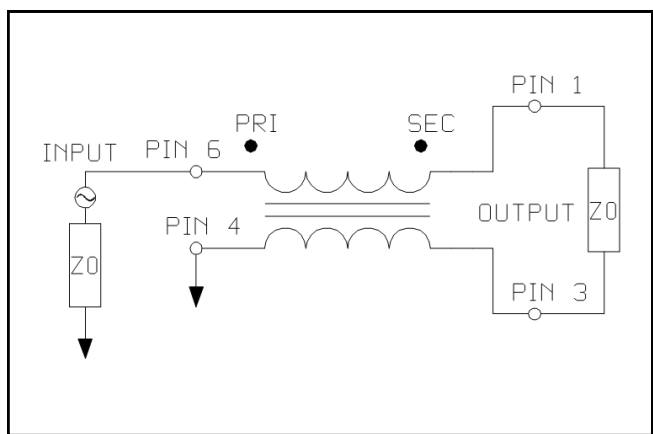 PIN 1
PRI
SEC
INPUT
PIN 6
OUTPUT
Z0
PIN 4
Z0
PIN 3